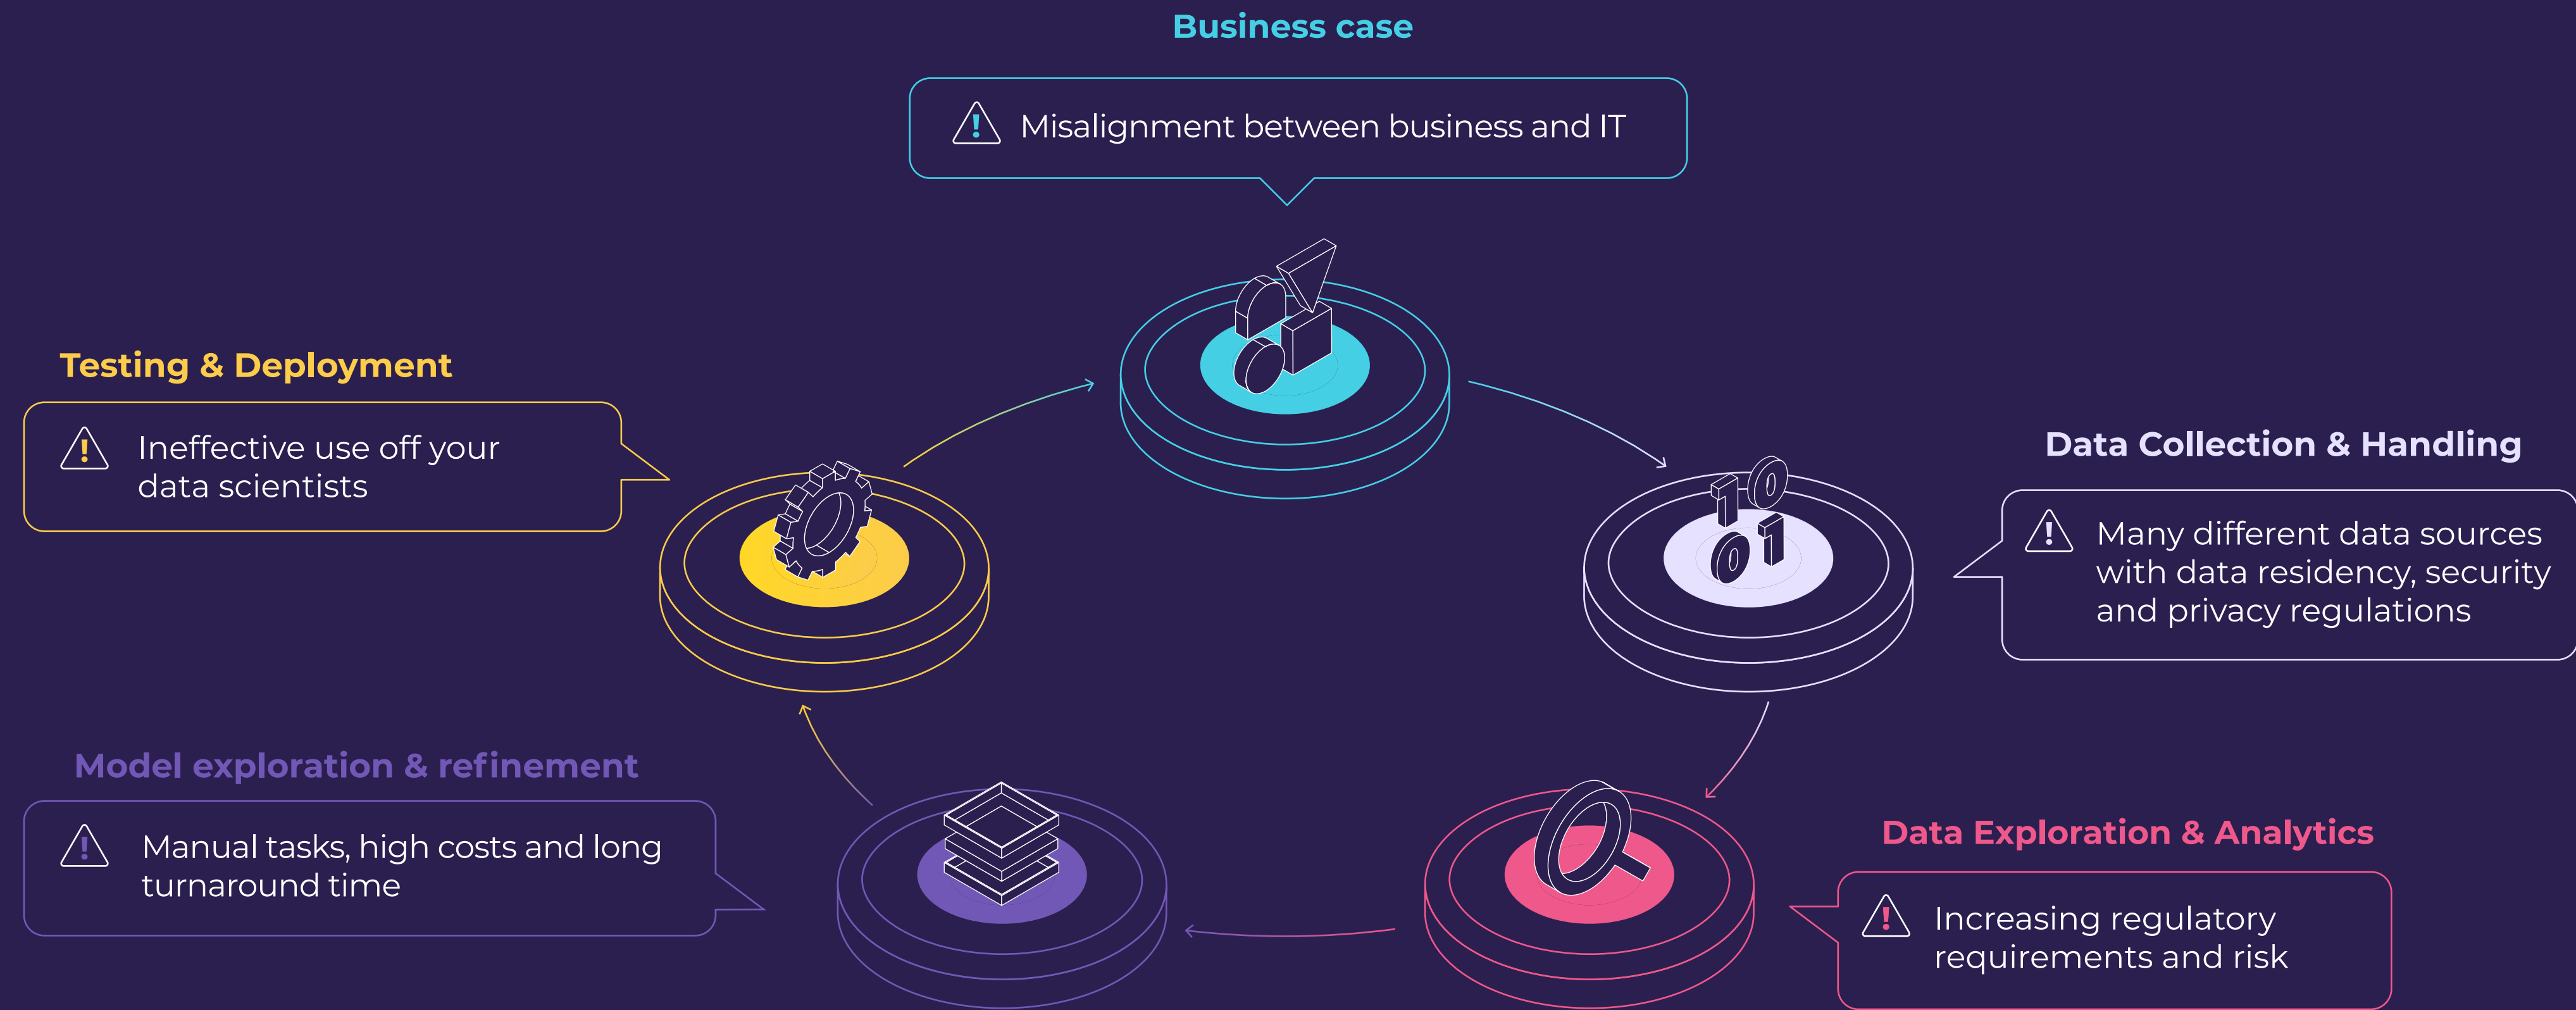 Business case
Misalignment between business and IT
Testing & Deployment
Ineffective use off your
data scientists
Data Collection & Handling
Many different data sources
with data residency, security
and privacy regulations
Model exploration & refinement
Manual tasks, high costs and long
turnaround time
Data Exploration & Analytics
Increasing regulatory
requirements and risk